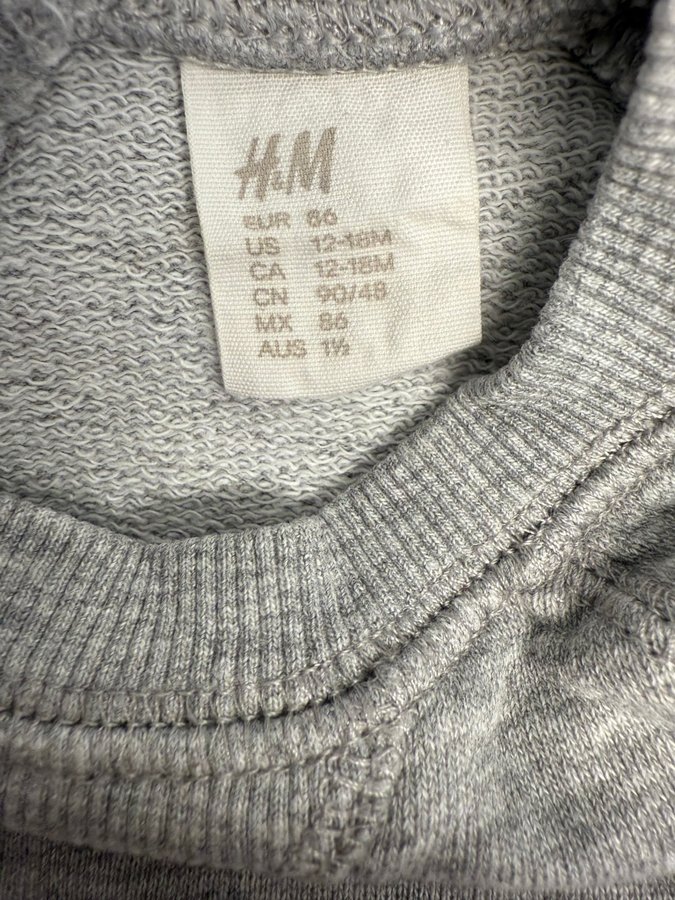 H&M
EUR 86
US 12-18M
CA 12-18M
CN 90/48
MX 86
AUS 1½